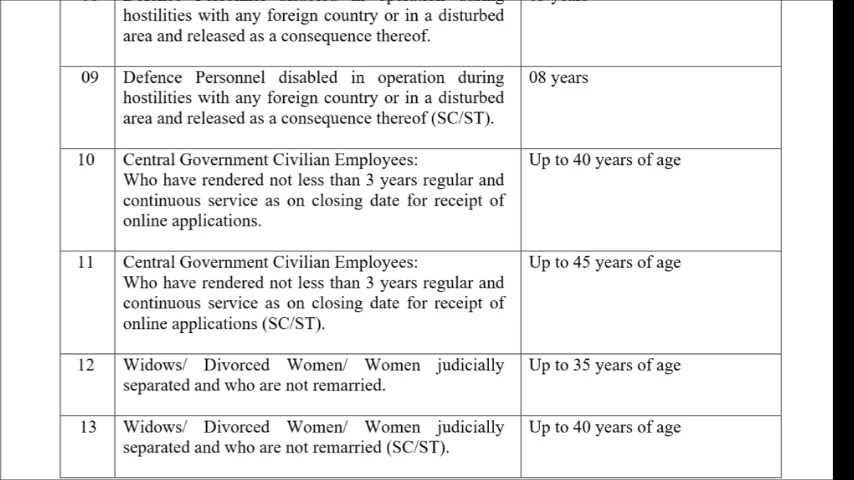 hostilities with any foreign country or in a disturbed
area and released as a consequence thereof.
09 Defence Personnel disabled in operation during 08 years
hostilities with any foreign country or in a disturbed
area and released as a consequence thereof (SC/ST).
10 Central Government Civilian Employees: Up to 40 years of age
Who have rendered not less than 3 years regular and
continuous service as on closing date for receipt of
online applications.
11 Central Government Civilian Employees: Up to 45 years of age
Who have rendered not less than 3 years regular and
continuous service as on closing date for receipt of
online applications (SC/ST).
12 Widows/ Divorced Women/ Women judicially Up to 35 years of age
separated and who are not remarried.
13 Widows/ Divorced Women/ Women judicially Up to 40 years of age
separated and who are not remarried (SC/ST).